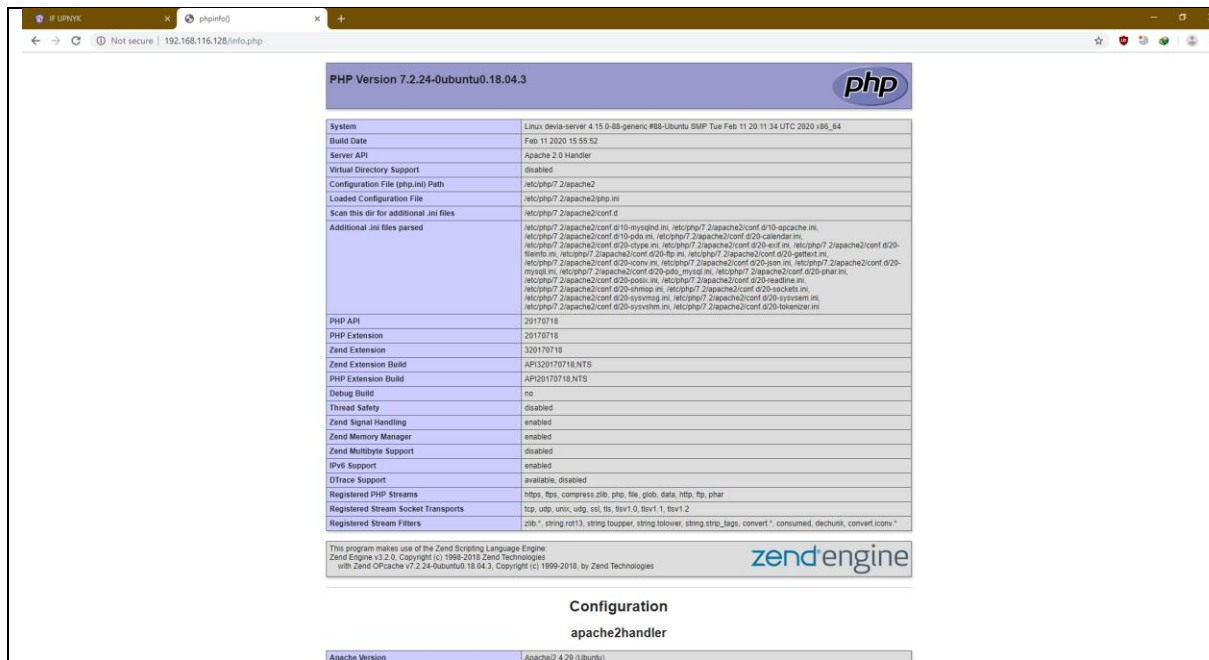 IF UPNYK
phpinfo()
Not secure | 192.168.116.128/info.php
PHP Version 7.2.24-0ubuntu0.18.04.3
php
System Linux devia-server 4.15.0-88-generic #88-Ubuntu SMP Tue Feb 11 20:11:34 UTC 2020 x86_64
Build Date Feb 11 2020 15:55:52
Server API Apache 2.0 Handler
Virtual Directory Support disabled
Configuration File (php.ini) Path /etc/php/7.2/apache2
Loaded Configuration File /etc/php/7.2/apache2/php.ini
Scan this dir for additional .ini files /etc/php/7.2/apache2/conf.d
Additional .ini files parsed /etc/php/7.2/apache2/conf.d/10-mysqlnd.ini, /etc/php/7.2/apache2/conf.d/10-opcache.ini,
/etc/php/7.2/apache2/conf.d/10-pdo.ini, /etc/php/7.2/apache2/conf.d/20-calendar.ini,
/etc/php/7.2/apache2/conf.d/20-ctype.ini, /etc/php/7.2/apache2/conf.d/20-exif.ini, /etc/php/7.2/apache2/conf.d/20-
fileinfo.ini, /etc/php/7.2/apache2/conf.d/20-ftp.ini, /etc/php/7.2/apache2/conf.d/20-gettext.ini,
/etc/php/7.2/apache2/conf.d/20-iconv.ini, /etc/php/7.2/apache2/conf.d/20-json.ini, /etc/php/7.2/apache2/conf.d/20-
mysqli.ini, /etc/php/7.2/apache2/conf.d/20-pdo_mysql.ini, /etc/php/7.2/apache2/conf.d/20-phar.ini,
/etc/php/7.2/apache2/conf.d/20-posix.ini, /etc/php/7.2/apache2/conf.d/20-readline.ini,
/etc/php/7.2/apache2/conf.d/20-shmop.ini, /etc/php/7.2/apache2/conf.d/20-sockets.ini,
/etc/php/7.2/apache2/conf.d/20-sysvmsg.ini, /etc/php/7.2/apache2/conf.d/20-sysvsem.ini,
/etc/php/7.2/apache2/conf.d/20-sysvshm.ini, /etc/php/7.2/apache2/conf.d/20-tokenizer.ini
PHP API 20170718
PHP Extension 20170718
Zend Extension 320170718
Zend Extension Build API320170718,NTS
PHP Extension Build API20170718,NTS
Debug Build no
Thread Safety disabled
Zend Signal Handling enabled
Zend Memory Manager enabled
Zend Multibyte Support disabled
IPv6 Support enabled
DTrace Support available, disabled
Registered PHP Streams https, ftps, compress.zlib, php, file, glob, data, http, ftp, phar
Registered Stream Socket Transports tcp, udp, unix, udg, ssl, tls, tlsv1.0, tlsv1.1, tlsv1.2
Registered Stream Filters zlib.*, string.rot13, string.toupper, string.tolower, string.strip_tags, convert.*, consumed, dechunk, convert.iconv.*
This program makes use of the Zend Scripting Language Engine:
Zend Engine v3.2.0, Copyright (c) 1998-2018 Zend Technologies
with Zend OPcache v7.2.24-0ubuntu0.18.04.3, Copyright (c) 1999-2018, by Zend Technologies
zend engine
Configuration
apache2handler
Apache Version Apache/2.4.29 (Ubuntu)